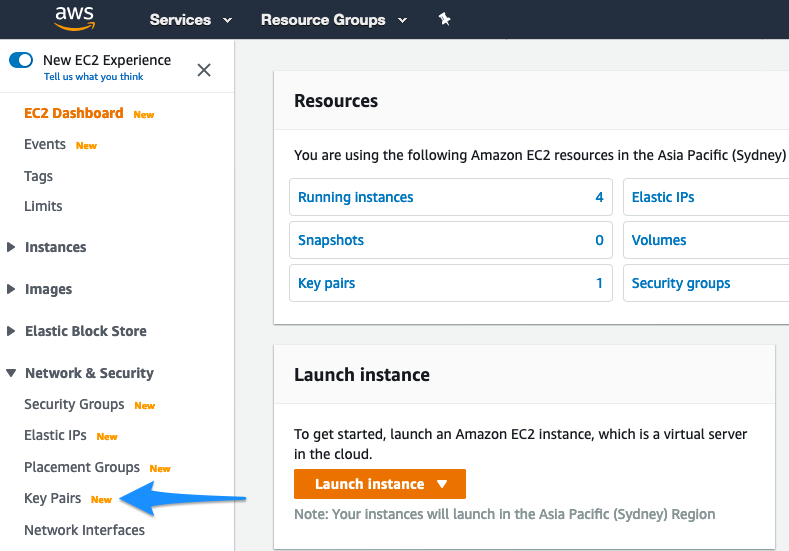 aws Services Resource Groups
New EC2 Experience
Tell us what you think
EC2 Dashboard New
Events New
Tags
Limits
Instances
Images
Elastic Block Store
Network & Security
Security Groups New
Elastic IPs New
Placement Groups New
Key Pairs New
Network Interfaces
Resources
You are using the following Amazon EC2 resources in the Asia Pacific (Sydney)
Running instances 4 Elastic IPs
Snapshots 0 Volumes
Key pairs 1 Security groups
Launch instance
To get started, launch an Amazon EC2 instance, which is a virtual server
in the cloud.
Launch instance
Note: Your instances will launch in the Asia Pacific (Sydney) Region